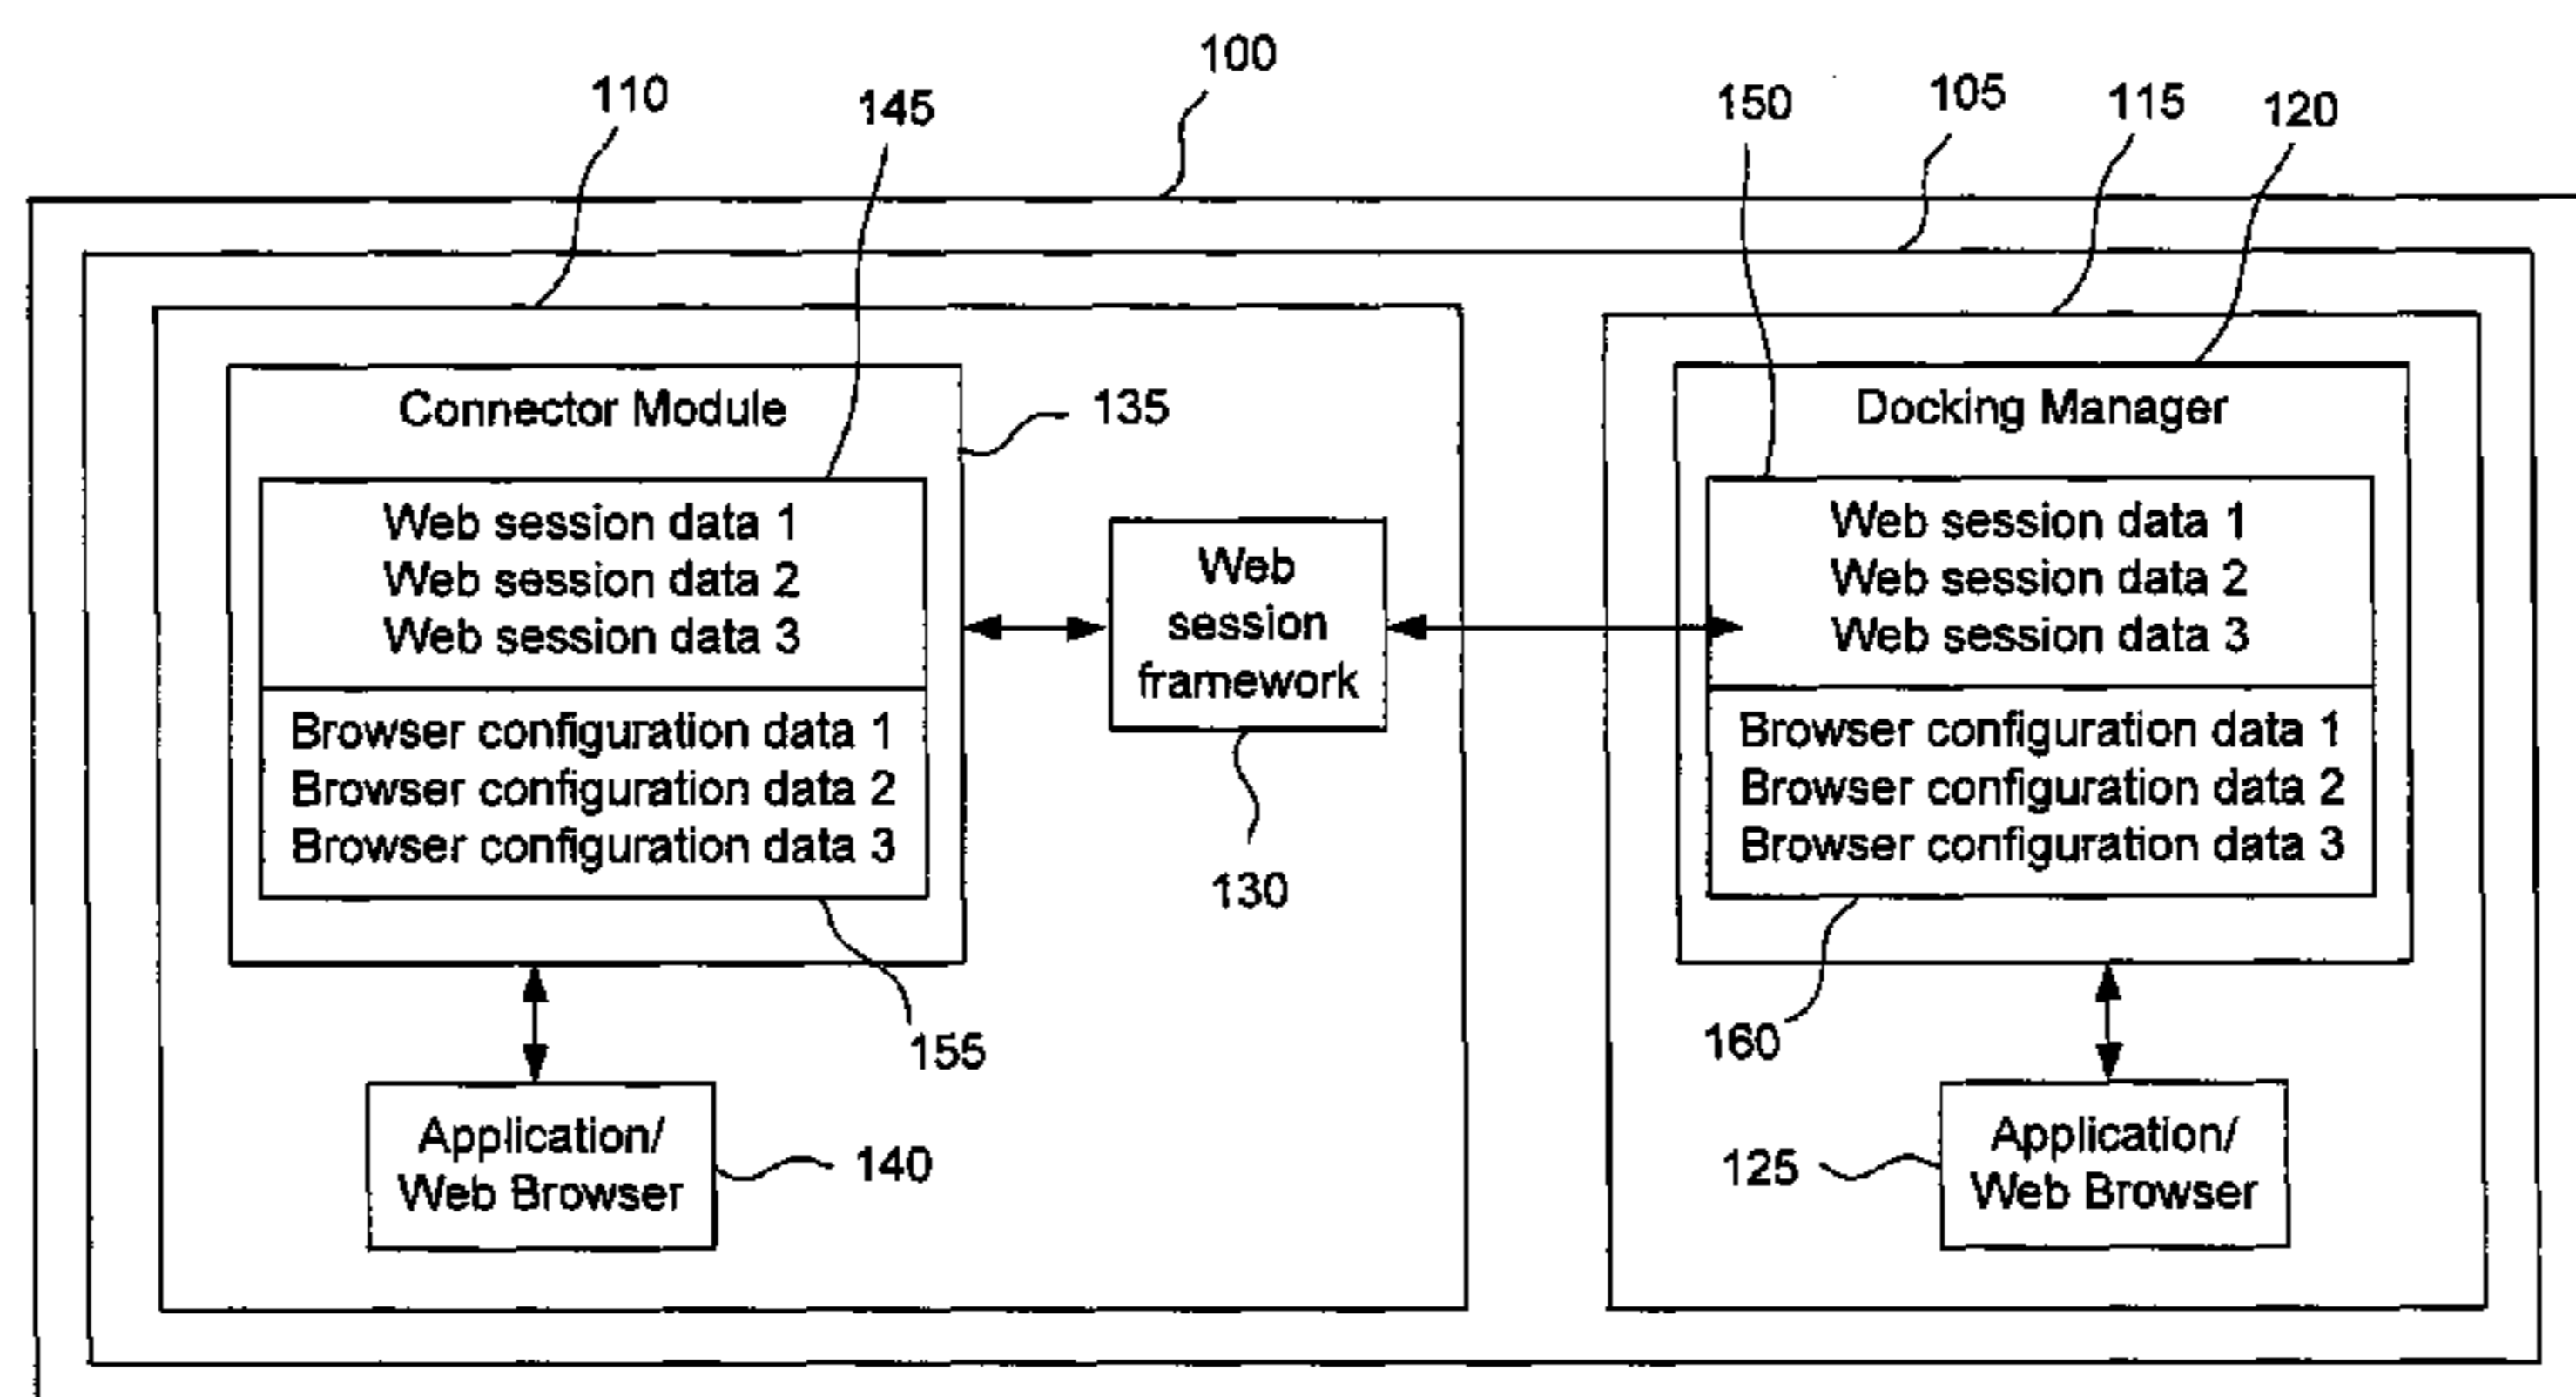 100
110
145
150
105
115
120
Connector Module
135
Web session data 1
Web session data 2
Web session data 3
Browser configuration data 1
Browser configuration data 2
Browser configuration data 3
155
Application/
Web Browser
140
Web
session
framework
130
Docking Manager
Web session data 1
Web session data 2
Web session data 3
Browser configuration data 1
Browser configuration data 2
Browser configuration data 3
160
125
Application/
Web Browser